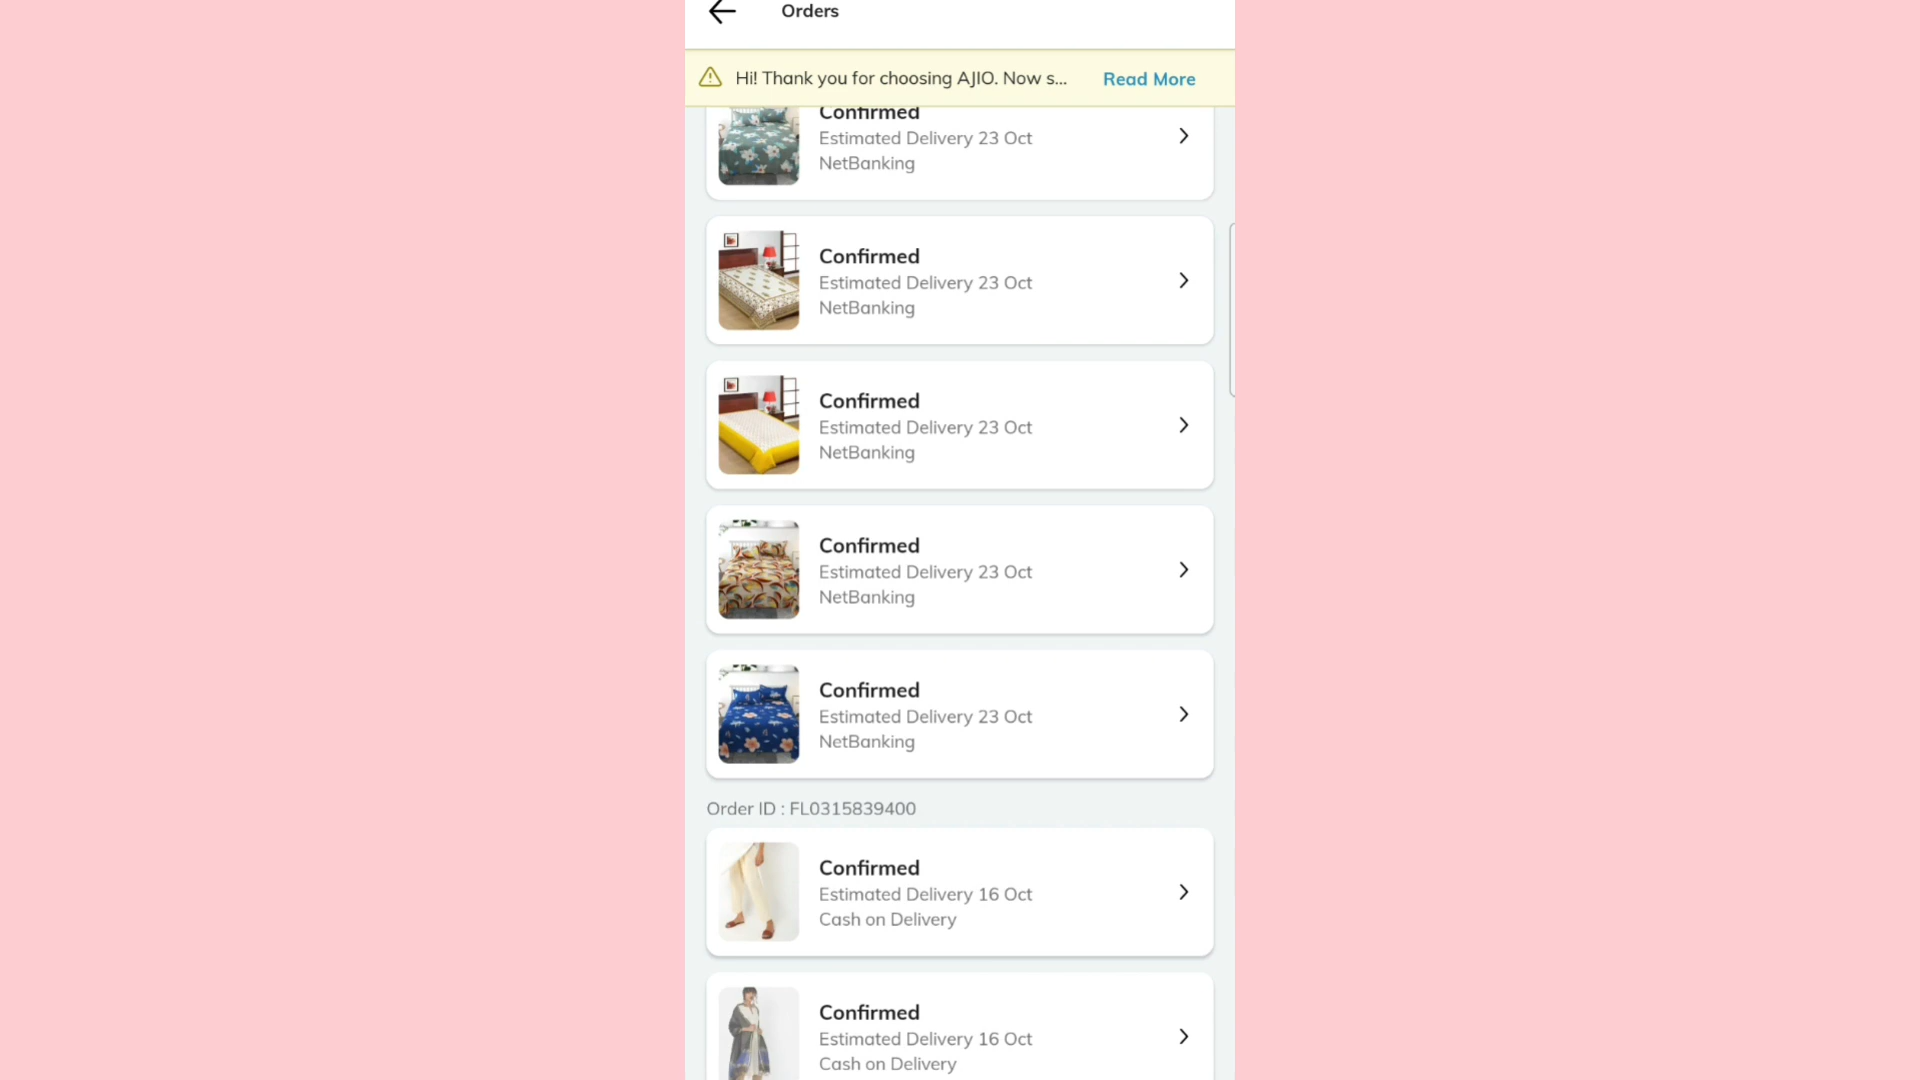 Orders
Hi! Thank you for choosing AJIO. Now s...
Read More
Confirmed
Estimated Delivery 23 Oct
NetBanking
Confirmed
Estimated Delivery 23 Oct
NetBanking
Confirmed
Estimated Delivery 23 Oct
NetBanking
Confirmed
Estimated Delivery 23 Oct
NetBanking
Confirmed
Estimated Delivery 23 Oct
NetBanking
Order ID : FL0315839400
Confirmed
Estimated Delivery 16 Oct
Cash on Delivery
Confirmed
Estimated Delivery 16 Oct
Cash on Delivery